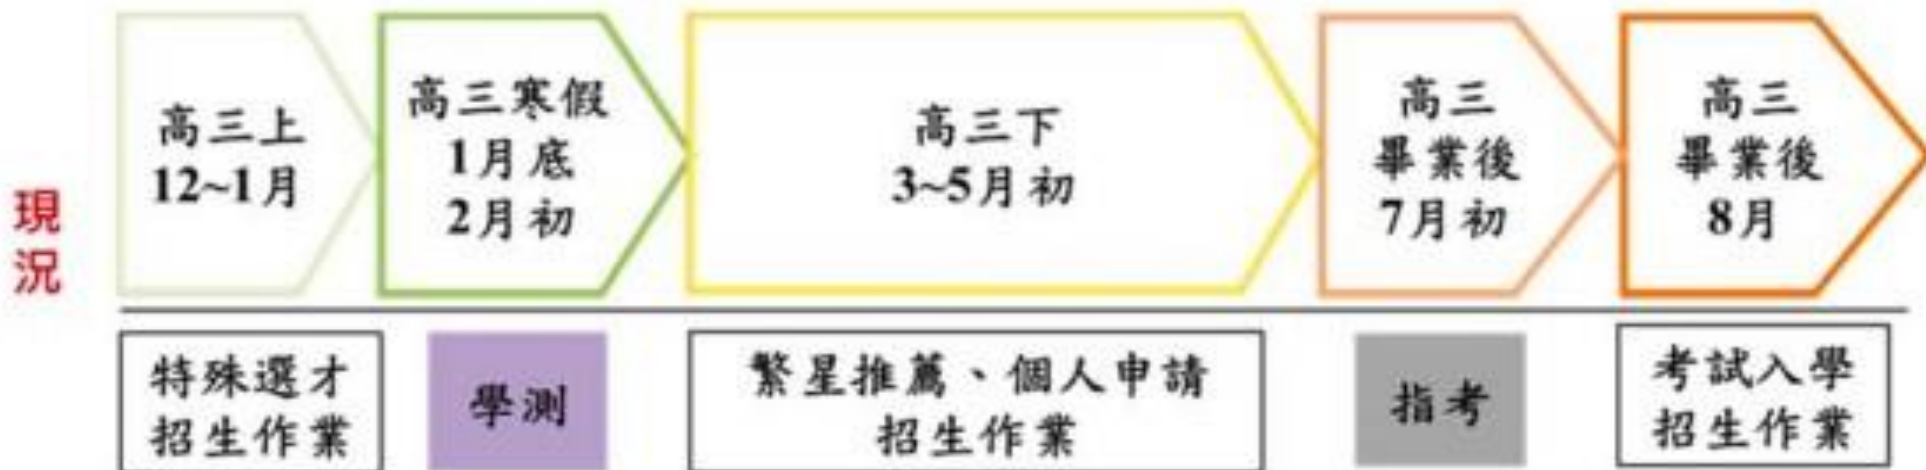 現況
高三上
12~1月
高三寒假
1月底
2月初
高三下
3~5月初
高三
畢業後
7月初
高三
畢業後
8月
特殊選才
招生作業
學測
繁星推薦、個人申請
招生作業
指考
考試入學
招生作業